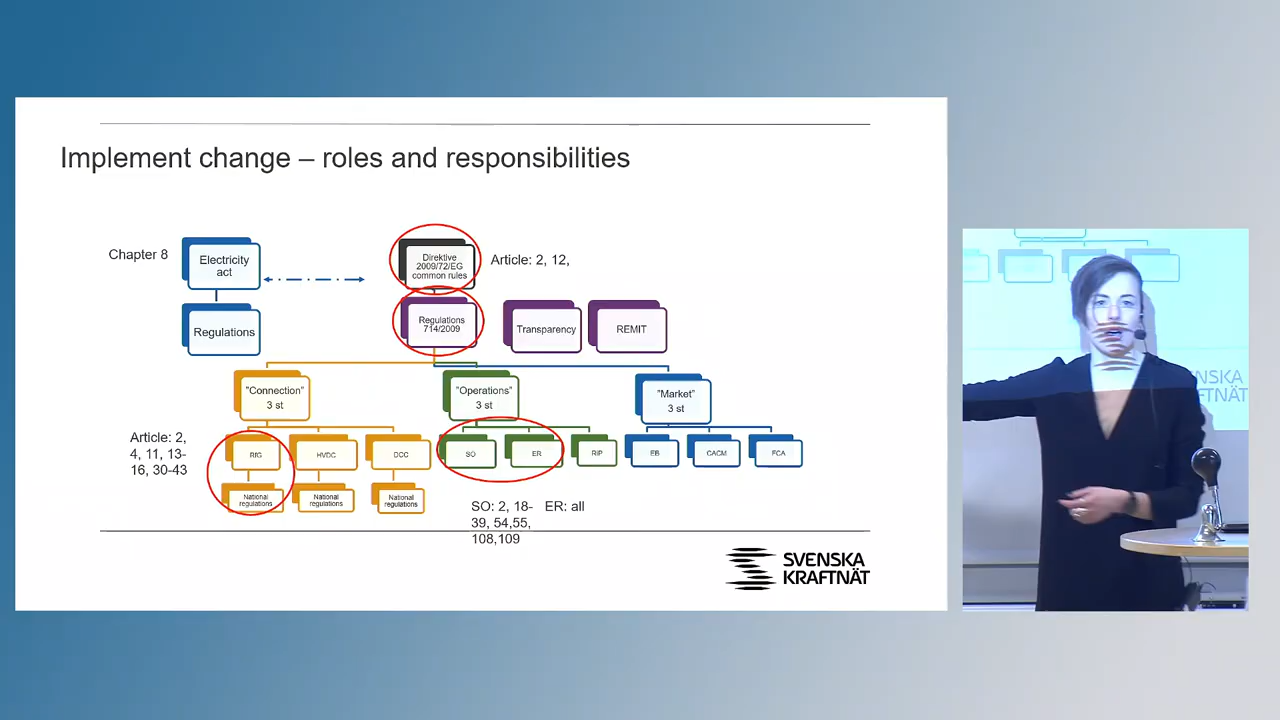 Implement change – roles and responsibilities
Chapter 8
Electricity
act
Direktive
2009/72/EG
common rules
Article: 2, 12,
Regulations
Regulations
714/2009
Transparency
REMIT
"Connection"
3 st
"Operations"
3 st
"Market"
3 st
Article: 2,
4, 11, 13-
16, 30-43
RfG
HVDC
DCC
SO
ER
RIP
EB
CACM
FCA
National
regulations
National
regulations
National
regulations
SO: 2, 18-
39, 54,55,
108,109
ER: all
SVENSKA
KRAFTNÄT
NSKA
FTNÄT